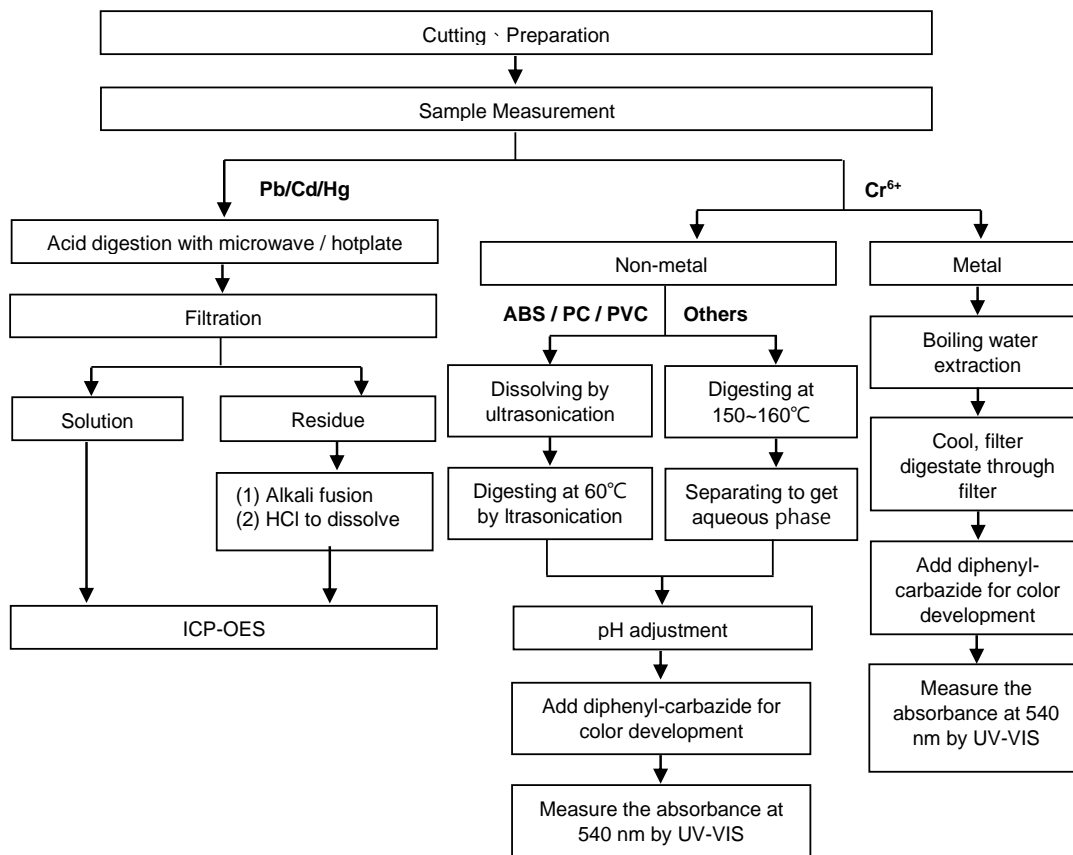 Cutting、Preparation
Sample Measurement
Pb/Cd/Hg
Cr6+
Acid digestion with microwave / hotplate
Filtration
Solution
Residue
(1) Alkali fusion
(2) HCl to dissolve
ICP-OES
Non-metal
ABS / PC / PVC
Others
Dissolving by
ultrasonication
Digesting at
150~160℃
Digesting at 60℃
by ltrasonication
Separating to get
aqueous phase
pH adjustment
Add diphenyl-carbazide for
color development
Measure the absorbance at
540 nm by UV-VIS
Metal
Boiling water
extraction
Cool, filter
digestate through
filter
Add diphenyl-
carbazide for color
development
Measure the
absorbance at 540
nm by UV-VIS